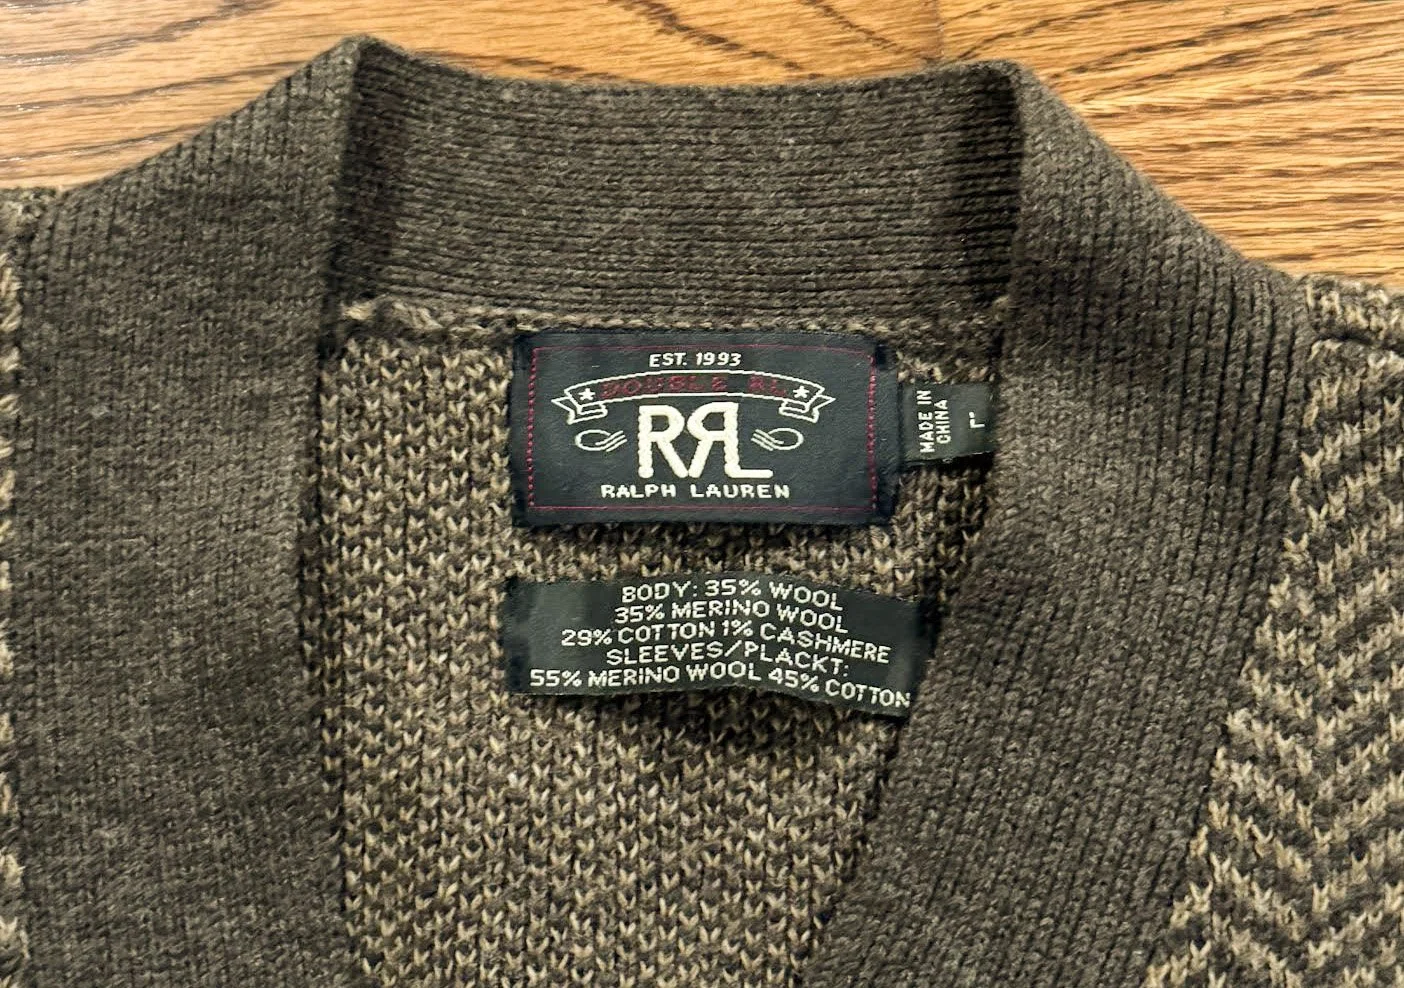 EST. 1993
DOUBLE RL
RRL
RALPH LAUREN
MADE IN
CHINA
L
BODY: 35% WOOL
35% MERINO WOOL
29% COTTON 1% CASHMERE
SLEEVES/PLACKT:
55% MERINO WOOL 45% COTTON